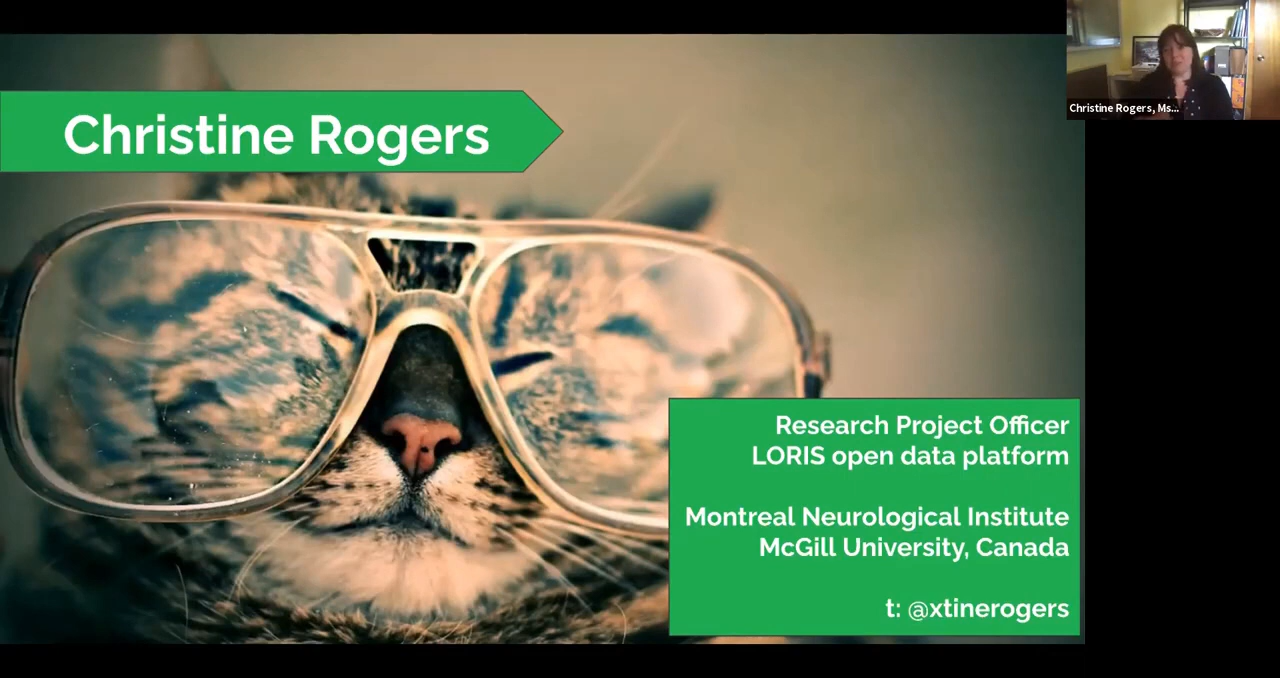 Christine Rogers
Christine Rogers, Ms...
Research Project Officer
LORIS open data platform
Montreal Neurological Institute
McGill University, Canada
t: @xtinerogers